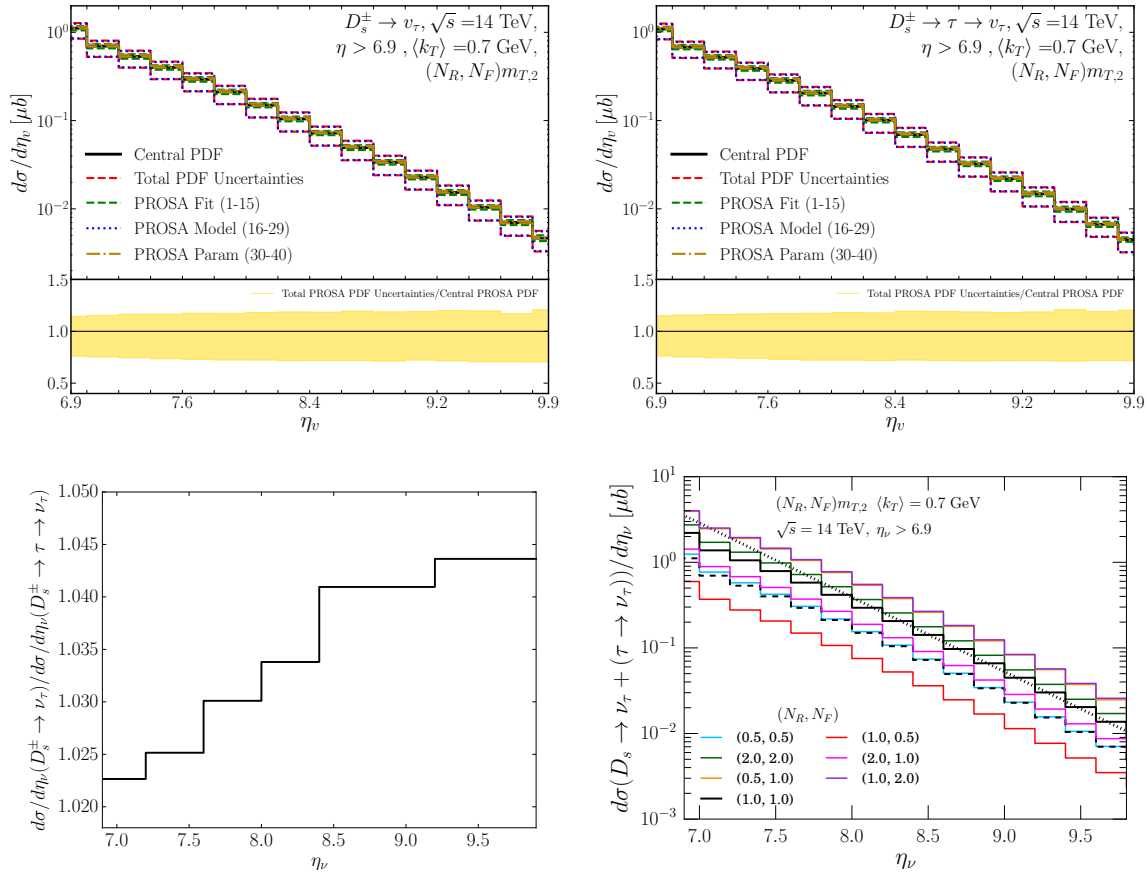 D_s^± → v_τ, √s =14 TeV,
η > 6.9 , ⟨k_T⟩ =0.7 GeV,
(N_R, N_F)m_{T,2}
dσ/dη_v [μb]
10^0
10^{-1}
10^{-2}
Central PDF
Total PDF Uncertainties
PROSA Fit (1-15)
PROSA Model (16-29)
PROSA Param (30-40)
1.5
1.0
0.5
Total PROSA PDF Uncertainties/Central PROSA PDF
6.9 7.6 8.4 9.2 9.9
η_v
D_s^± → τ → v_τ, √s =14 TeV,
η > 6.9 , ⟨k_T⟩ =0.7 GeV,
(N_R, N_F)m_{T,2}
dσ/dη_v [μb]
10^0
10^{-1}
10^{-2}
Central PDF
Total PDF Uncertainties
PROSA Fit (1-15)
PROSA Model (16-29)
PROSA Param (30-40)
1.5
1.0
0.5
Total PROSA PDF Uncertainties/Central PROSA PDF
6.9 7.6 8.4 9.2 9.9
η_v
dσ/dη_ν(D_s^± → ν_τ)/dσ/dη_ν(D_s^± → τ → ν_τ)
1.050
1.045
1.040
1.035
1.030
1.025
1.020
7.0 7.5 8.0 8.5 9.0 9.5
η_ν
dσ(D_s → ν_τ + (τ → ν_τ))/dη_ν [μb]
10^1
10^0
10^{-1}
10^{-2}
10^{-3}
(N_R, N_F)m_{T,2} ⟨k_T⟩ = 0.7 GeV
√s = 14 TeV, η_ν > 6.9
(N_R, N_F)
(0.5, 0.5) (1.0, 0.5)
(2.0, 2.0) (2.0, 1.0)
(0.5, 1.0) (1.0, 2.0)
(1.0, 1.0)
7.0 7.5 8.0 8.5 9.0 9.5
η_ν